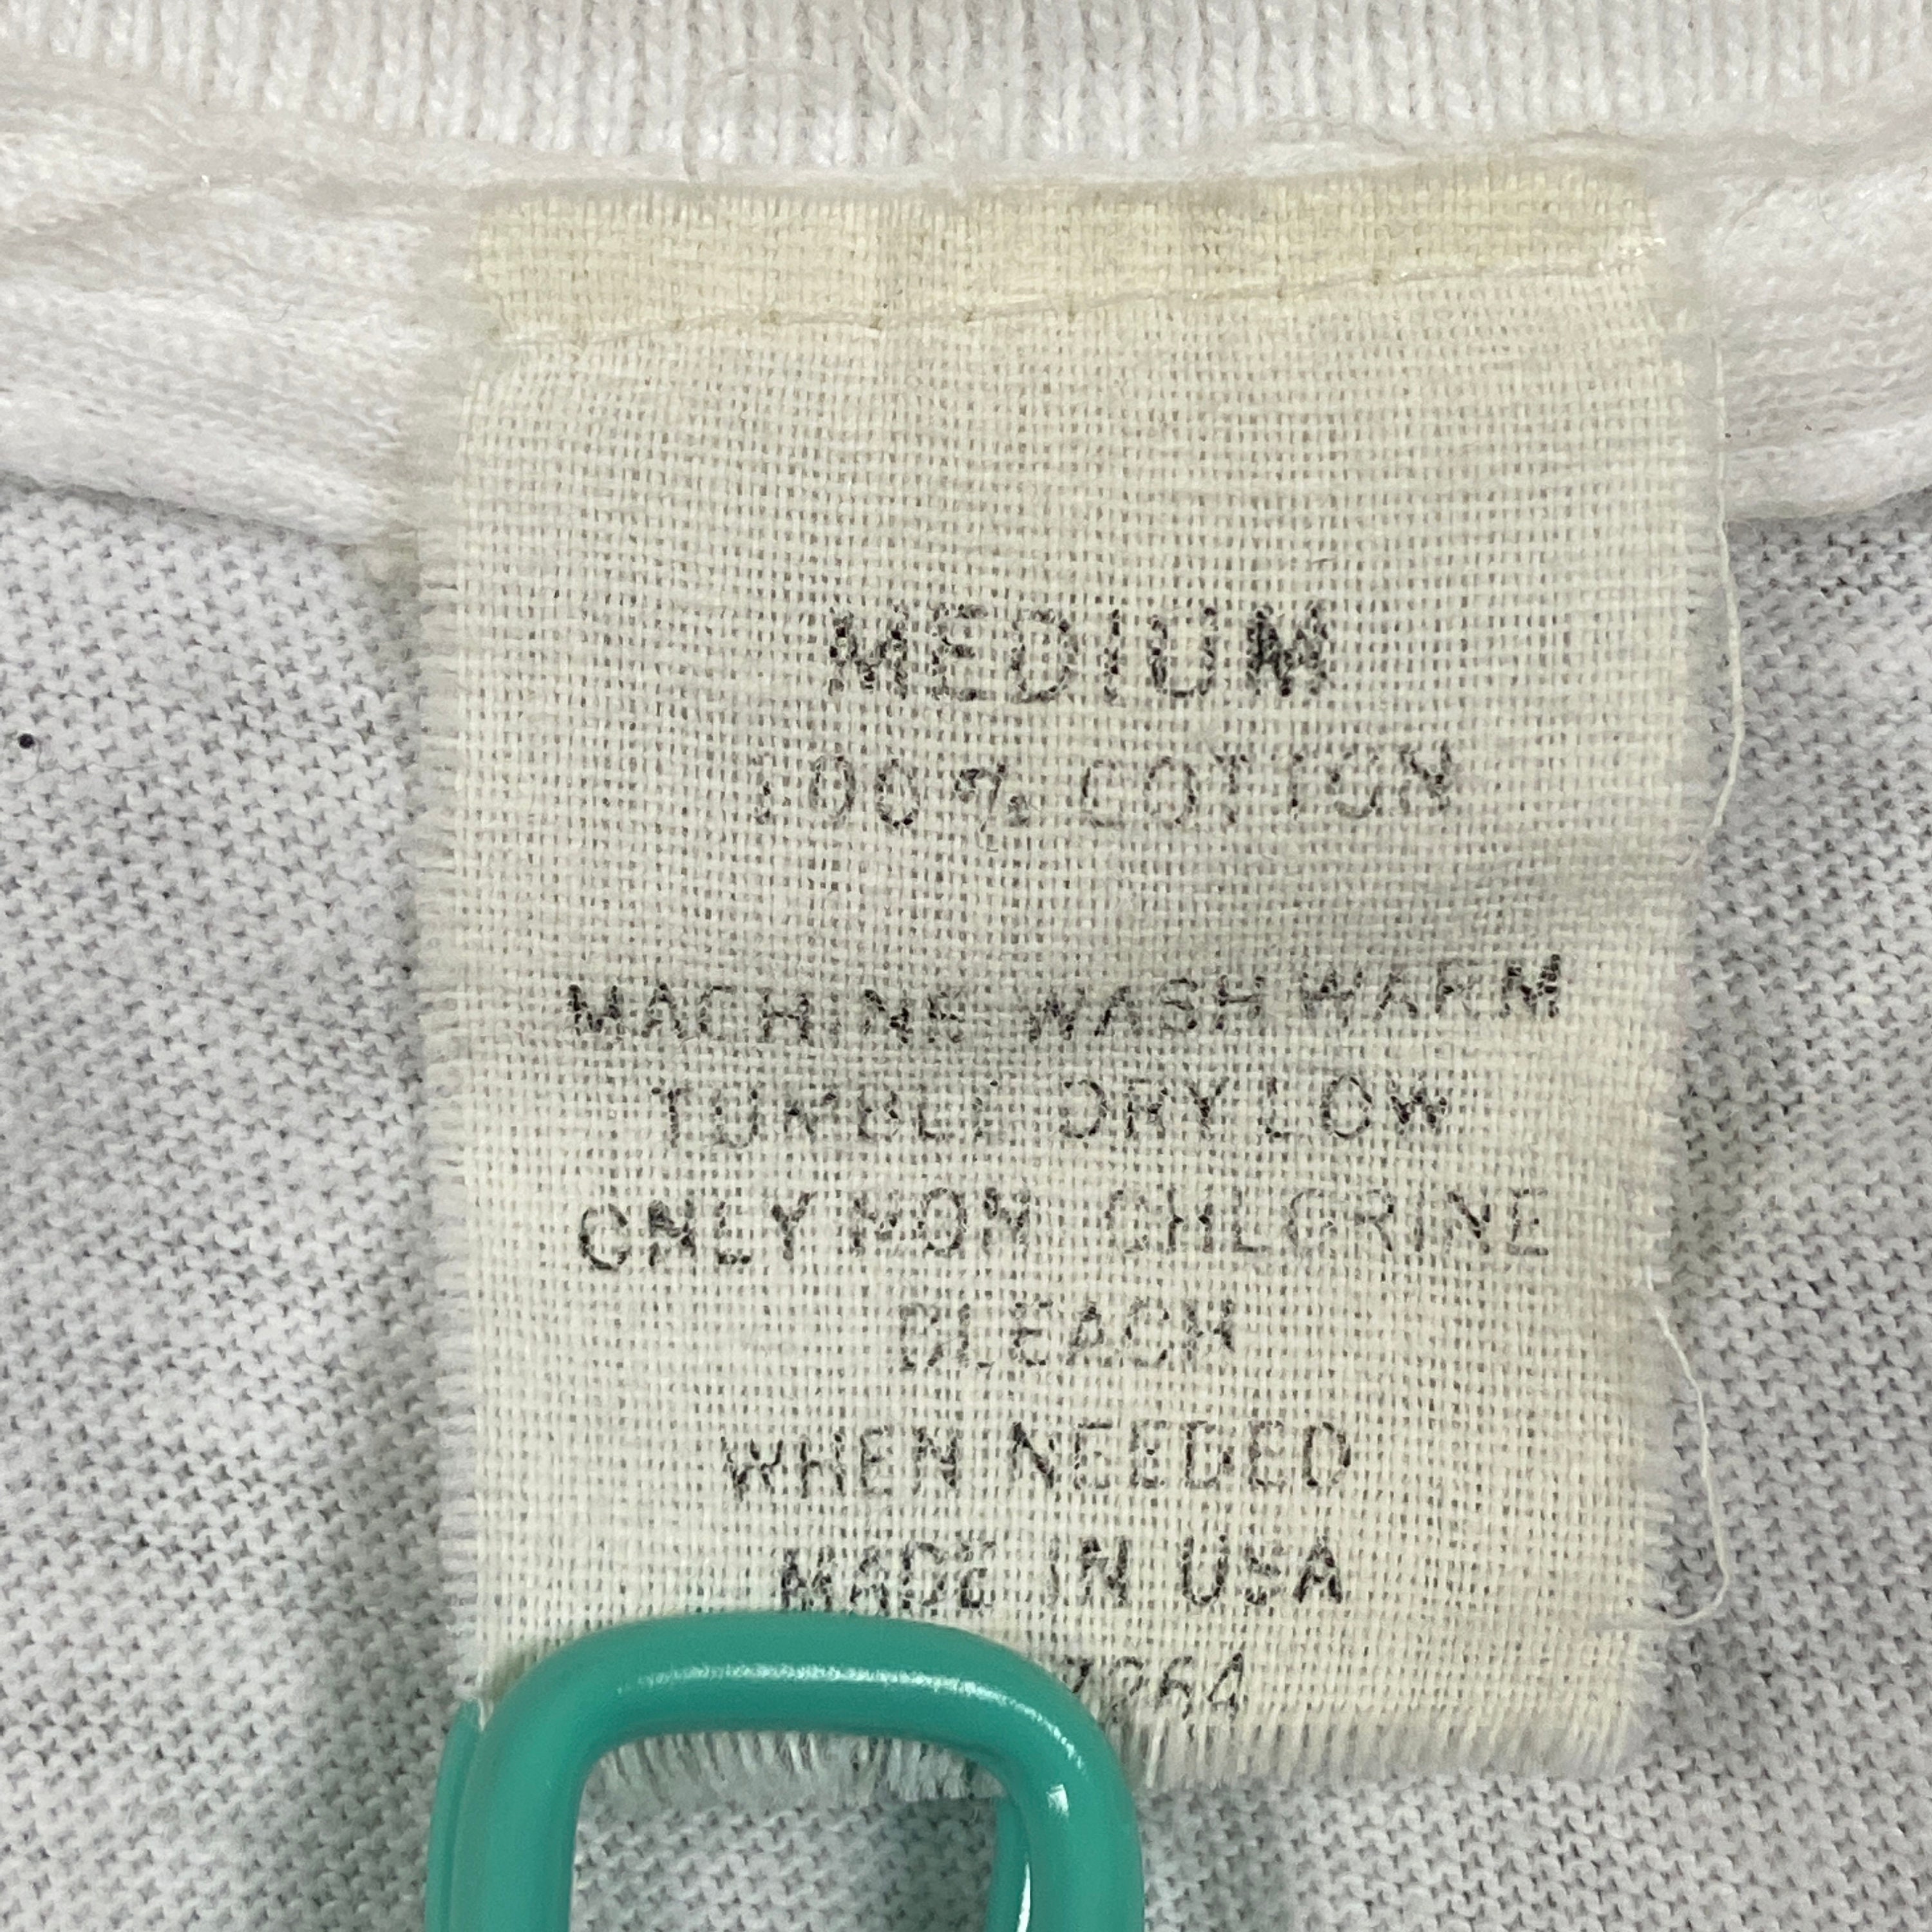 MEDIUM
100% COTTON
MACHINE WASH WARM
TUMBLE DRY LOW
ONLY NON CHLORINE
BLEACH
WHEN NEEDED
MADE IN USA